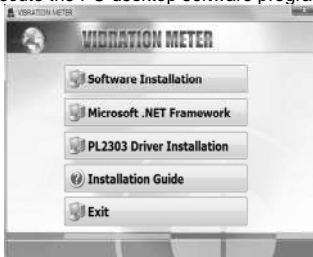 VIBRATION METER
VIBRATION METER
Software Installation
Microsoft .NET Framework
PL2303 Driver Installation
Installation Guide
Exit